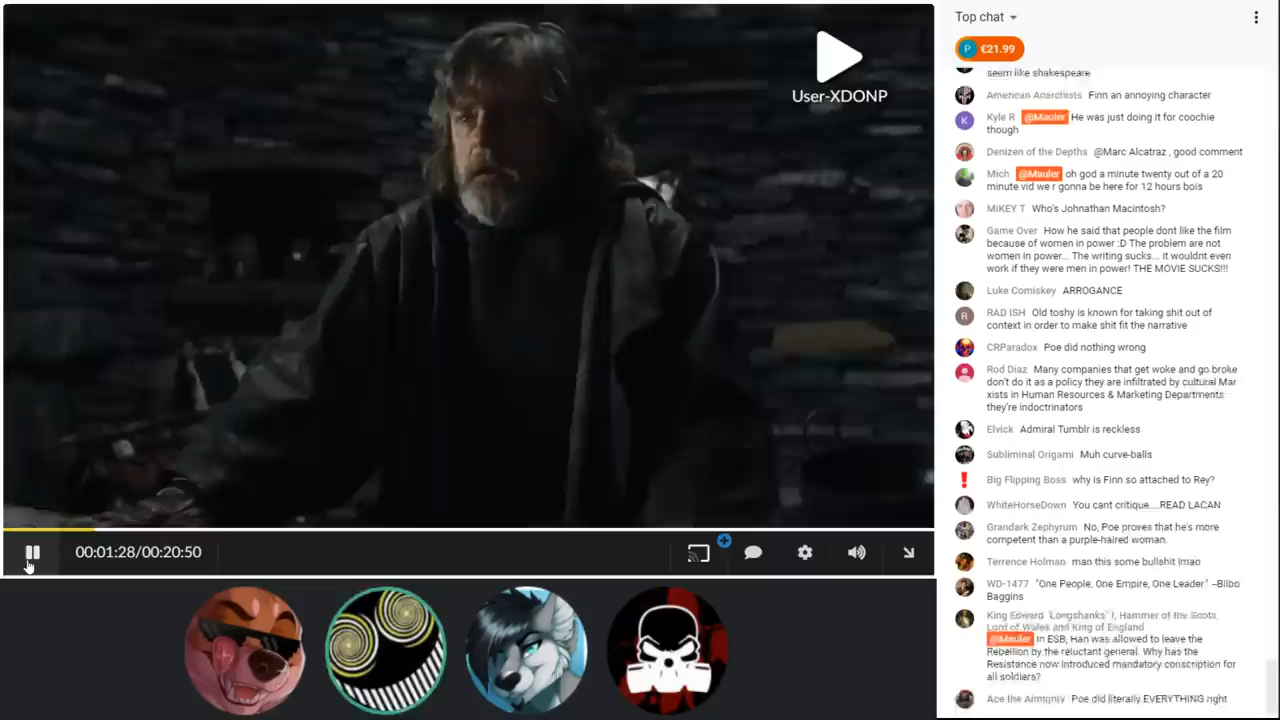 User-XDONP
00:01:28/00:20:50
Top chat
P €21.99
seem like shakespeare
American Anarchists Finn an annoying character
K Kyle R @Mauler He was just doing it for coochie
though
Denizen of the Depths @Marc Alcatraz , good comment
Mich @Mauler oh god a minute twenty out of a 20
minute vid we r gonna be here for 12 hours bois
MiKEY T Who's Johnathan Macintosh?
Game Over How he said that people dont like the film
because of women in power :D The problem are not
women in power... The writing sucks... it wouldnt even
work if they were men in power! THE MOVIE SUCKS!!!
Luke Comiskey ARROGANCE
R RAD ISH Old toshy is known for taking shit out of
context in order to make shit fit the narrative
CRParadox Poe did nothing wrong
Rod Diaz Many companies that get woke and go broke
don't do it as a policy they are infiltrated by cultural Mar
xists in Human Resources & Marketing Departments
they're indoctrinators
Elvick Admiral Tumblr is reckless
Subliminal Origami Muh curve-balls
Big Flipping Boss why is Finn so attached to Rey?
WhiteHorseDown You cant critique.....READ LACAN
Grandark Zephyrum No, Poe proves that he's more
competent than a purple-haired woman.
Terrence Holman man this some bullshit lmao
WD-1477 "One People, One Empire, One Leader" --Bilbo
Baggins
King Edward "Longshanks" I, Hammer of the Scots,
Lord of Wales and King of England
@Mauler In ESB, Han was allowed to leave the
Rebellion by the reluctant general. Why has the
Resistance now introduced mandatory conscription for
all soldiers?
Ace the Almighty Poe did literally EVERYTHING right